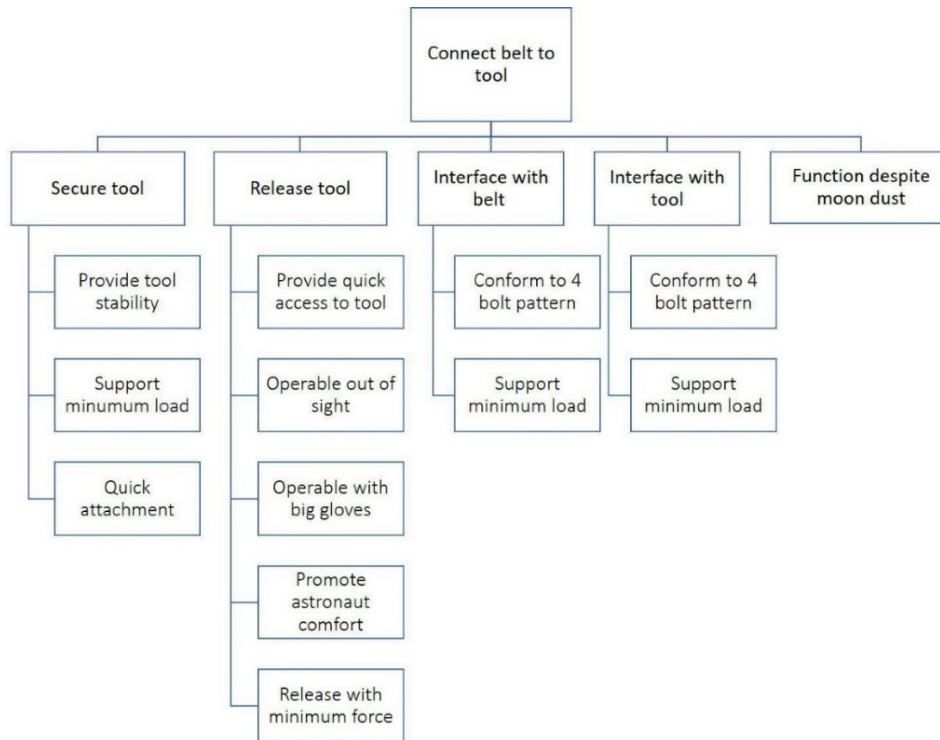 Connect belt to
tool
Secure tool
Release tool
Interface with
belt
Interface with
tool
Function despite
moon dust
Provide tool
stability
Support
minumum load
Quick
attachment
Provide quick
access to tool
Operable out of
sight
Operable with
big gloves
Promote
astronaut
comfort
Release with
minimum force
Conform to 4
bolt pattern
Support
minimum load
Conform to 4
bolt pattern
Support
minimum load